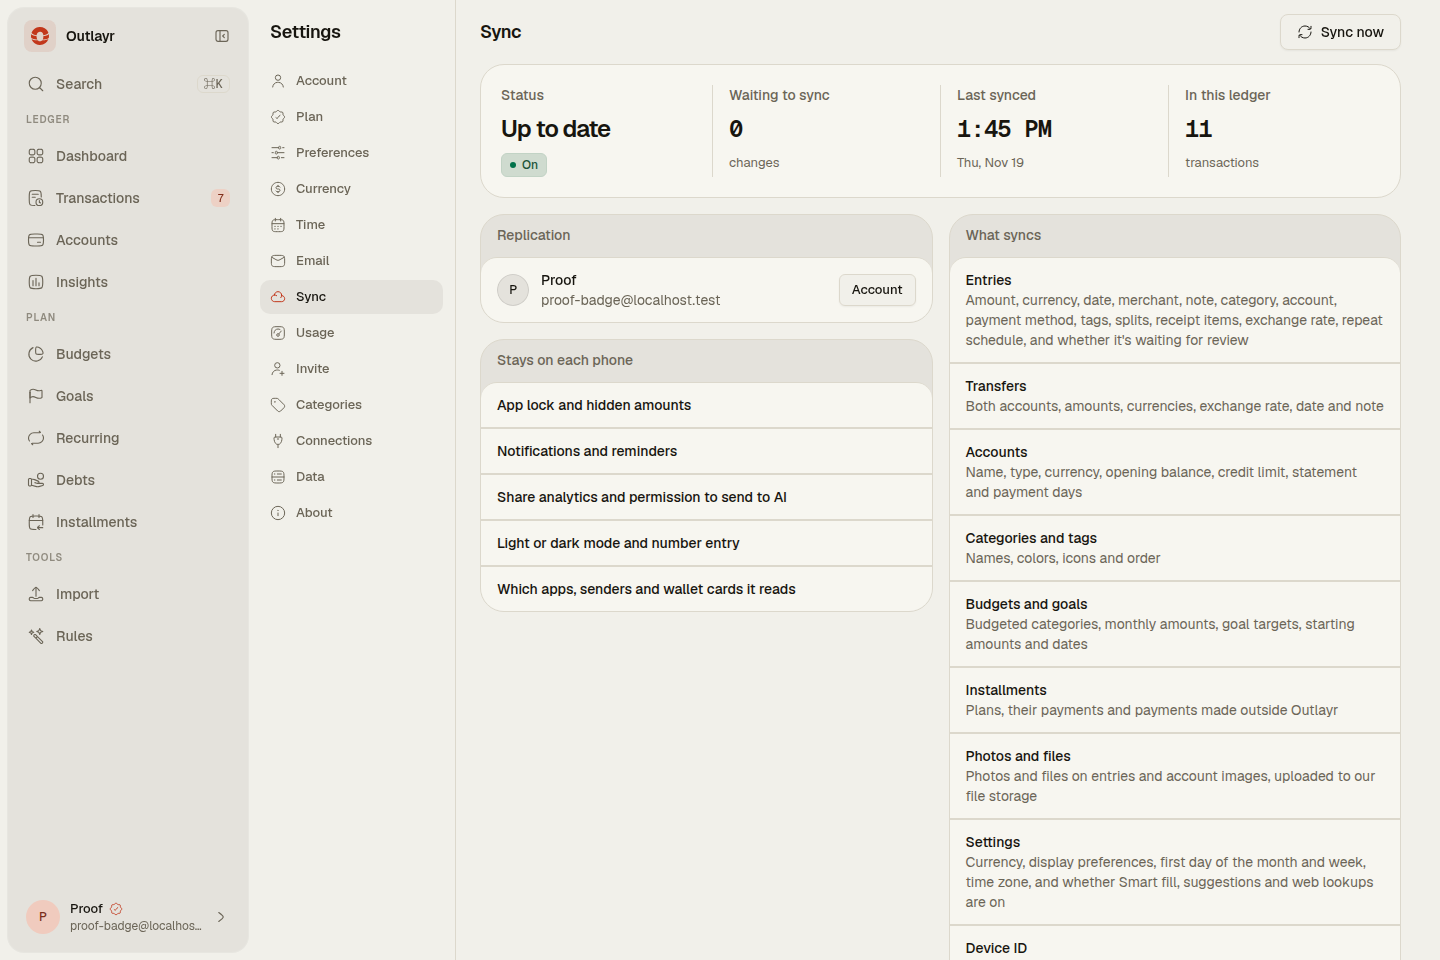 Outlayr
Search
⌘K
LEDGER
Dashboard
Transactions
7
Accounts
Insights
PLAN
Budgets
Goals
Recurring
Debts
Installments
TOOLS
Import
Rules
P
Proof
proof-badge@localhos...
Settings
Account
Plan
Preferences
Currency
Time
Email
Sync
Usage
Invite
Categories
Connections
Data
About
Sync
Sync now
Status
Up to date
On
Waiting to sync
0
changes
Last synced
1:45 PM
Thu, Nov 19
In this ledger
11
transactions
Replication
P
Proof
proof-badge@localhost.test
Account
Stays on each phone
App lock and hidden amounts
Notifications and reminders
Share analytics and permission to send to AI
Light or dark mode and number entry
Which apps, senders and wallet cards it reads
What syncs
Entries
Amount, currency, date, merchant, note, category, account,
payment method, tags, splits, receipt items, exchange rate, repeat
schedule, and whether it's waiting for review
Transfers
Both accounts, amounts, currencies, exchange rate, date and note
Accounts
Name, type, currency, opening balance, credit limit, statement
and payment days
Categories and tags
Names, colors, icons and order
Budgets and goals
Budgeted categories, monthly amounts, goal targets, starting
amounts and dates
Installments
Plans, their payments and payments made outside Outlayr
Photos and files
Photos and files on entries and account images, uploaded to our
file storage
Settings
Currency, display preferences, first day of the month and week,
time zone, and whether Smart fill, suggestions and web lookups
are on
Device ID